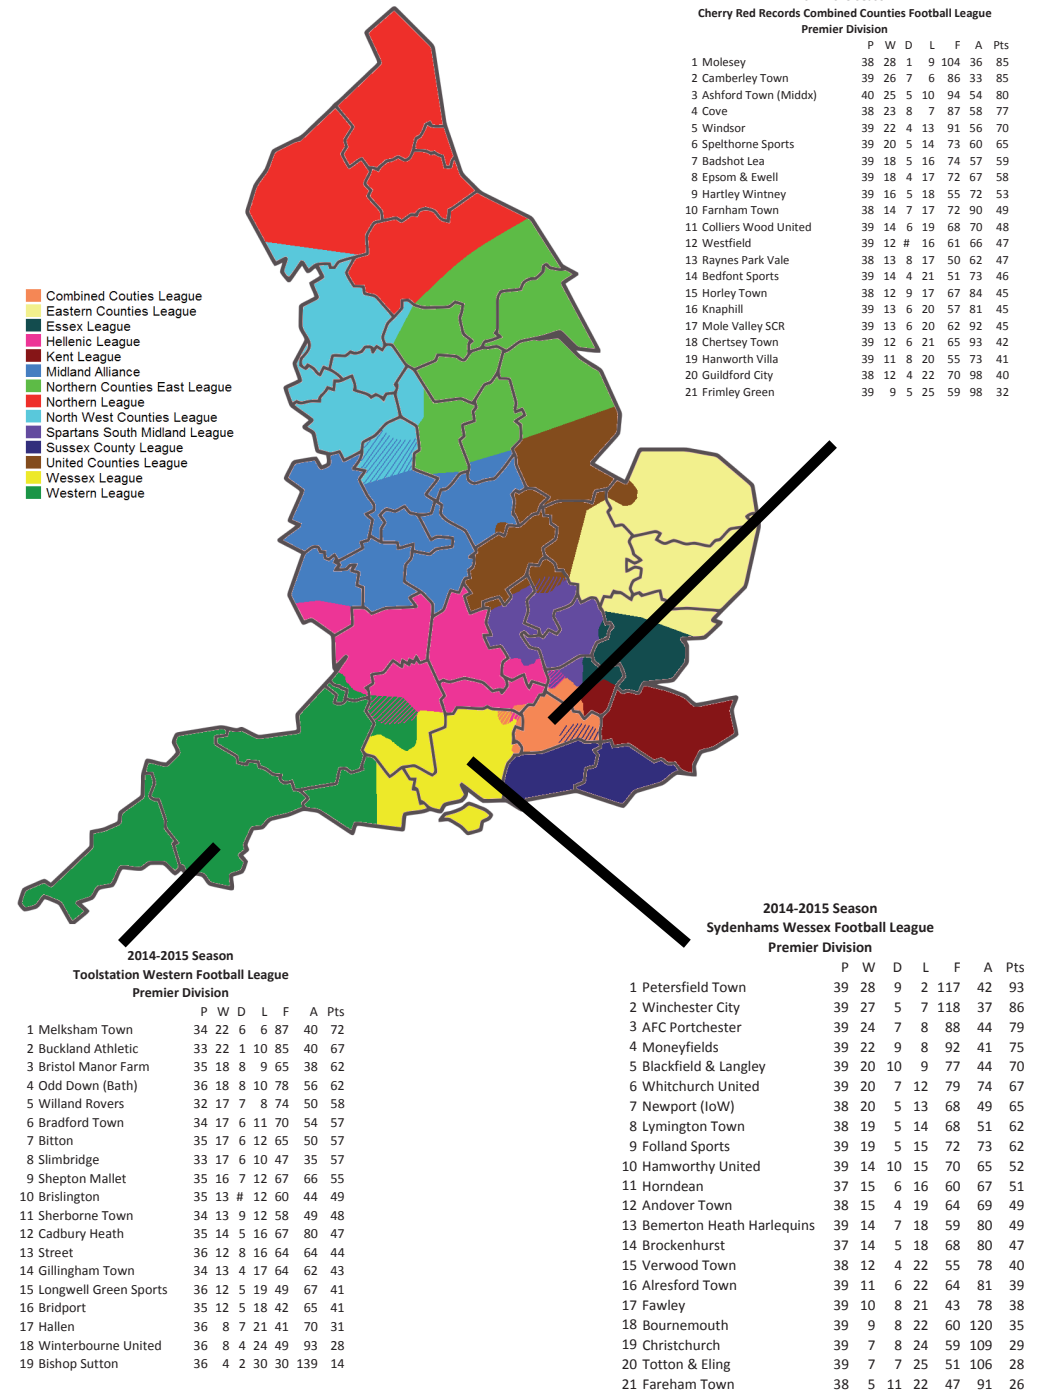 Cherry Red Records Combined Counties Football League
Premier Division
P W D L F A Pts
1 Molesey 38 28 1 9 104 36 85
2 Camberley Town 39 26 7 6 86 33 85
3 Ashford Town (Middx) 40 25 5 10 94 54 80
4 Cove 38 23 8 7 87 58 77
5 Windsor 39 22 4 13 91 56 70
6 Spelthorne Sports 39 20 5 14 73 60 65
7 Badshot Lea 39 18 5 16 74 57 59
8 Epsom & Ewell 39 18 4 17 72 67 58
9 Hartley Wintney 39 16 5 18 55 72 53
10 Farnham Town 38 14 7 17 72 90 49
11 Colliers Wood United 39 14 6 19 68 70 48
12 Westfield 39 12 # 16 61 66 47
13 Raynes Park Vale 38 13 8 17 50 62 47
14 Bedfont Sports 39 14 4 21 51 73 46
15 Horley Town 38 12 9 17 67 84 45
16 Knaphill 39 13 6 20 57 81 45
17 Mole Valley SCR 39 13 6 20 62 92 45
18 Chertsey Town 39 12 6 21 65 93 42
19 Hanworth Villa 39 11 8 20 55 73 41
20 Guildford City 38 12 4 22 70 98 40
21 Frimley Green 39 9 5 25 59 98 32
Combined Couties League
Eastern Counties League
Essex League
Hellenic League
Kent League
Midland Alliance
Northern Counties East League
Northern League
North West Counties League
Spartans South Midland League
Sussex County League
United Counties League
Wessex League
Western League
2014-2015 Season
Toolstation Western Football League
Premier Division
P W D L F A Pts
1 Melksham Town 34 22 6 6 87 40 72
2 Buckland Athletic 33 22 1 10 85 40 67
3 Bristol Manor Farm 35 18 8 9 65 38 62
4 Odd Down (Bath) 36 18 8 10 78 56 62
5 Willand Rovers 32 17 7 8 74 50 58
6 Bradford Town 34 17 6 11 70 54 57
7 Bitton 35 17 6 12 65 50 57
8 Slimbridge 33 17 6 10 47 35 57
9 Shepton Mallet 35 16 7 12 67 66 55
10 Brislington 35 13 # 12 60 44 49
11 Sherborne Town 34 13 9 12 58 49 48
12 Cadbury Heath 35 14 5 16 67 80 47
13 Street 36 12 8 16 64 64 44
14 Gillingham Town 34 13 4 17 64 62 43
15 Longwell Green Sports 36 12 5 19 49 67 41
16 Bridport 35 12 5 18 42 65 41
17 Hallen 36 8 7 21 41 70 31
18 Winterbourne United 36 8 4 24 49 93 28
19 Bishop Sutton 36 4 2 30 30 139 14
2014-2015 Season
Sydenhams Wessex Football League
Premier Division
P W D L F A Pts
1 Petersfield Town 39 28 9 2 117 42 93
2 Winchester City 39 27 5 7 118 37 86
3 AFC Portchester 39 24 7 8 88 44 79
4 Moneyfields 39 22 9 8 92 41 75
5 Blackfield & Langley 39 20 10 9 77 44 70
6 Whitchurch United 39 20 7 12 79 74 67
7 Newport (IoW) 38 20 5 13 68 49 65
8 Lymington Town 38 19 5 14 68 51 62
9 Folland Sports 39 19 5 15 72 73 62
10 Hamworthy United 39 14 10 15 70 65 52
11 Horndean 37 15 6 16 60 67 51
12 Andover Town 38 15 4 19 64 69 49
13 Bemerton Heath Harlequins 39 14 7 18 59 80 49
14 Brockenhurst 37 14 5 18 68 80 47
15 Verwood Town 38 12 4 22 55 78 40
16 Alresford Town 39 11 6 22 64 81 39
17 Fawley 39 10 8 21 43 78 38
18 Bournemouth 39 9 8 22 60 120 35
19 Christchurch 39 7 8 24 59 109 29
20 Totton & Eling 39 7 7 25 51 106 28
21 Fareham Town 38 5 11 22 47 91 26